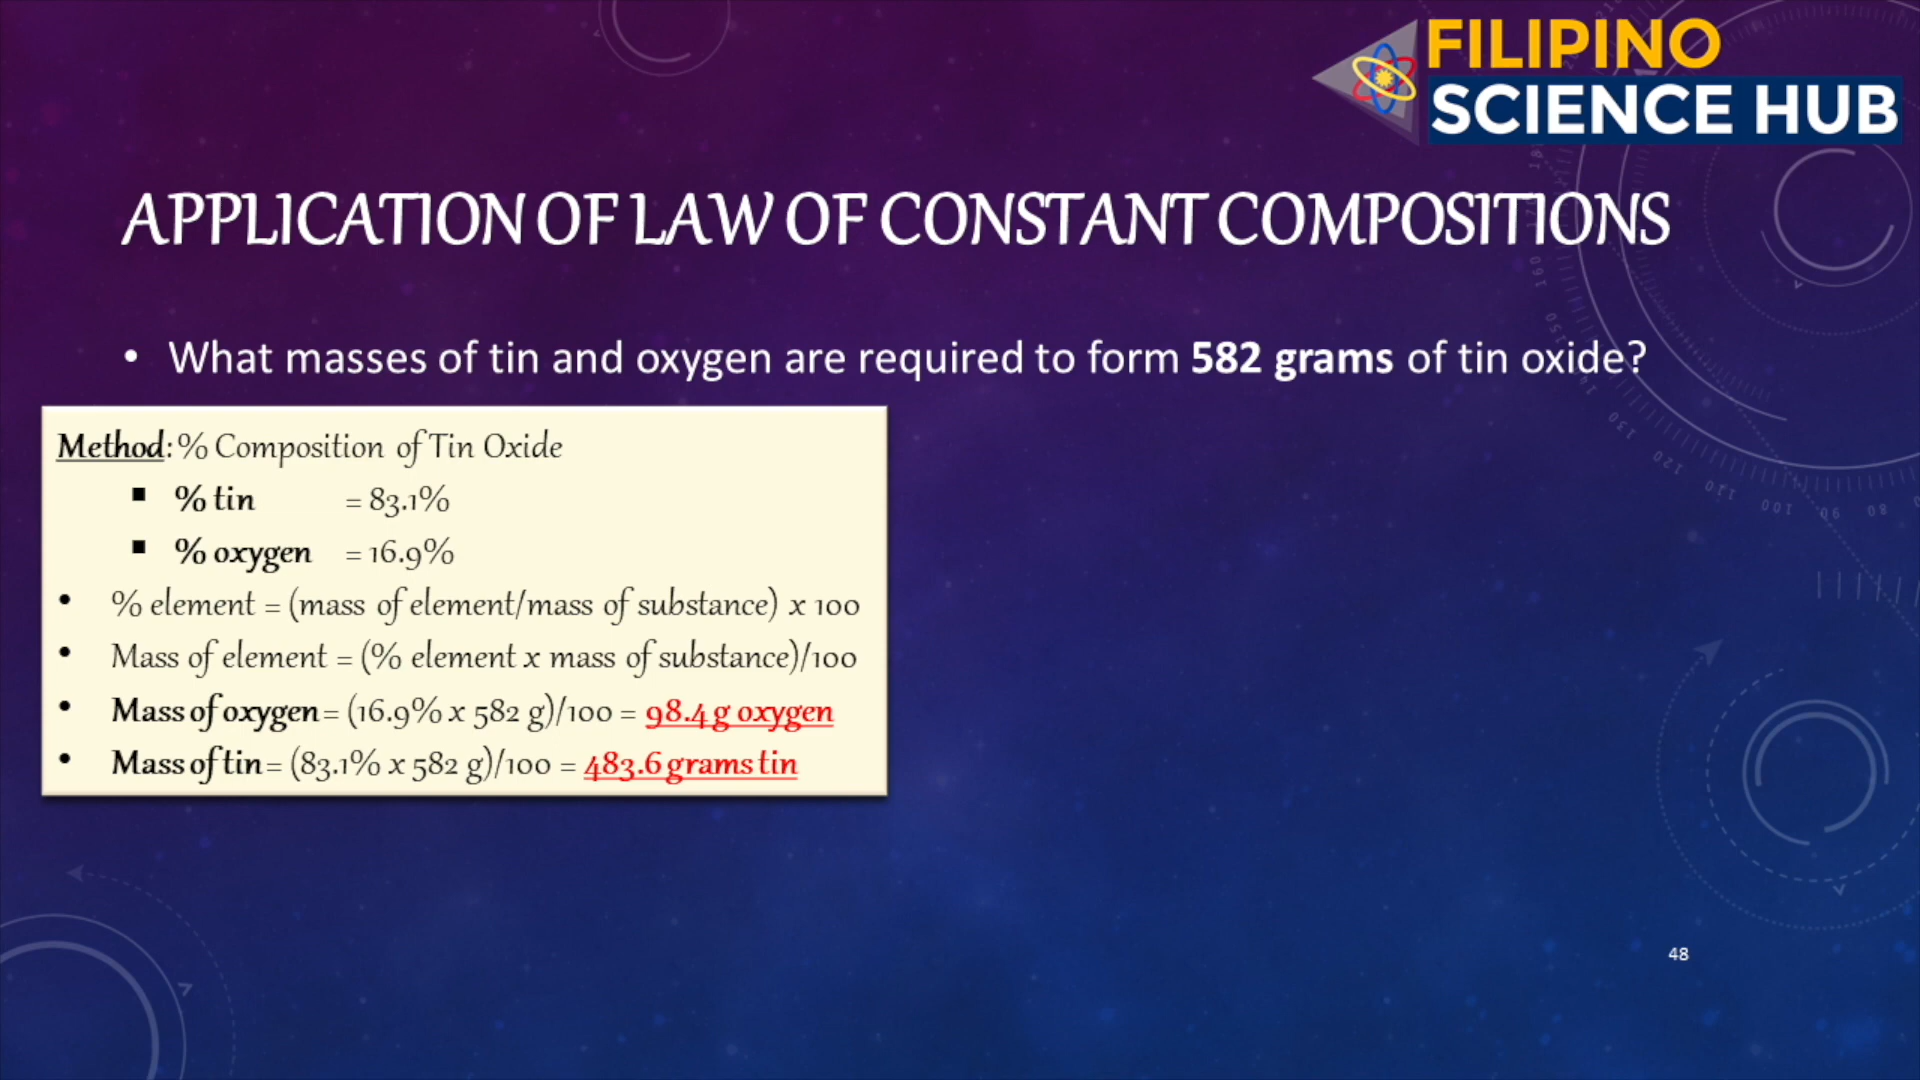 FILIPINO
SCIENCE HUB
APPLICATION OF LAW OF CONSTANT COMPOSITIONS
• What masses of tin and oxygen are required to form 582 grams of tin oxide?
Method: % Composition of Tin Oxide
▪ % tin = 83.1%
▪ % oxygen = 16.9%
• % element = (mass of element/mass of substance) x 100
• Mass of element = (% element x mass of substance)/100
• Mass of oxygen = (16.9% x 582 g)/100 = 98.4 g oxygen
• Mass of tin = (83.1% x 582 g)/100 = 483.6 grams tin
48